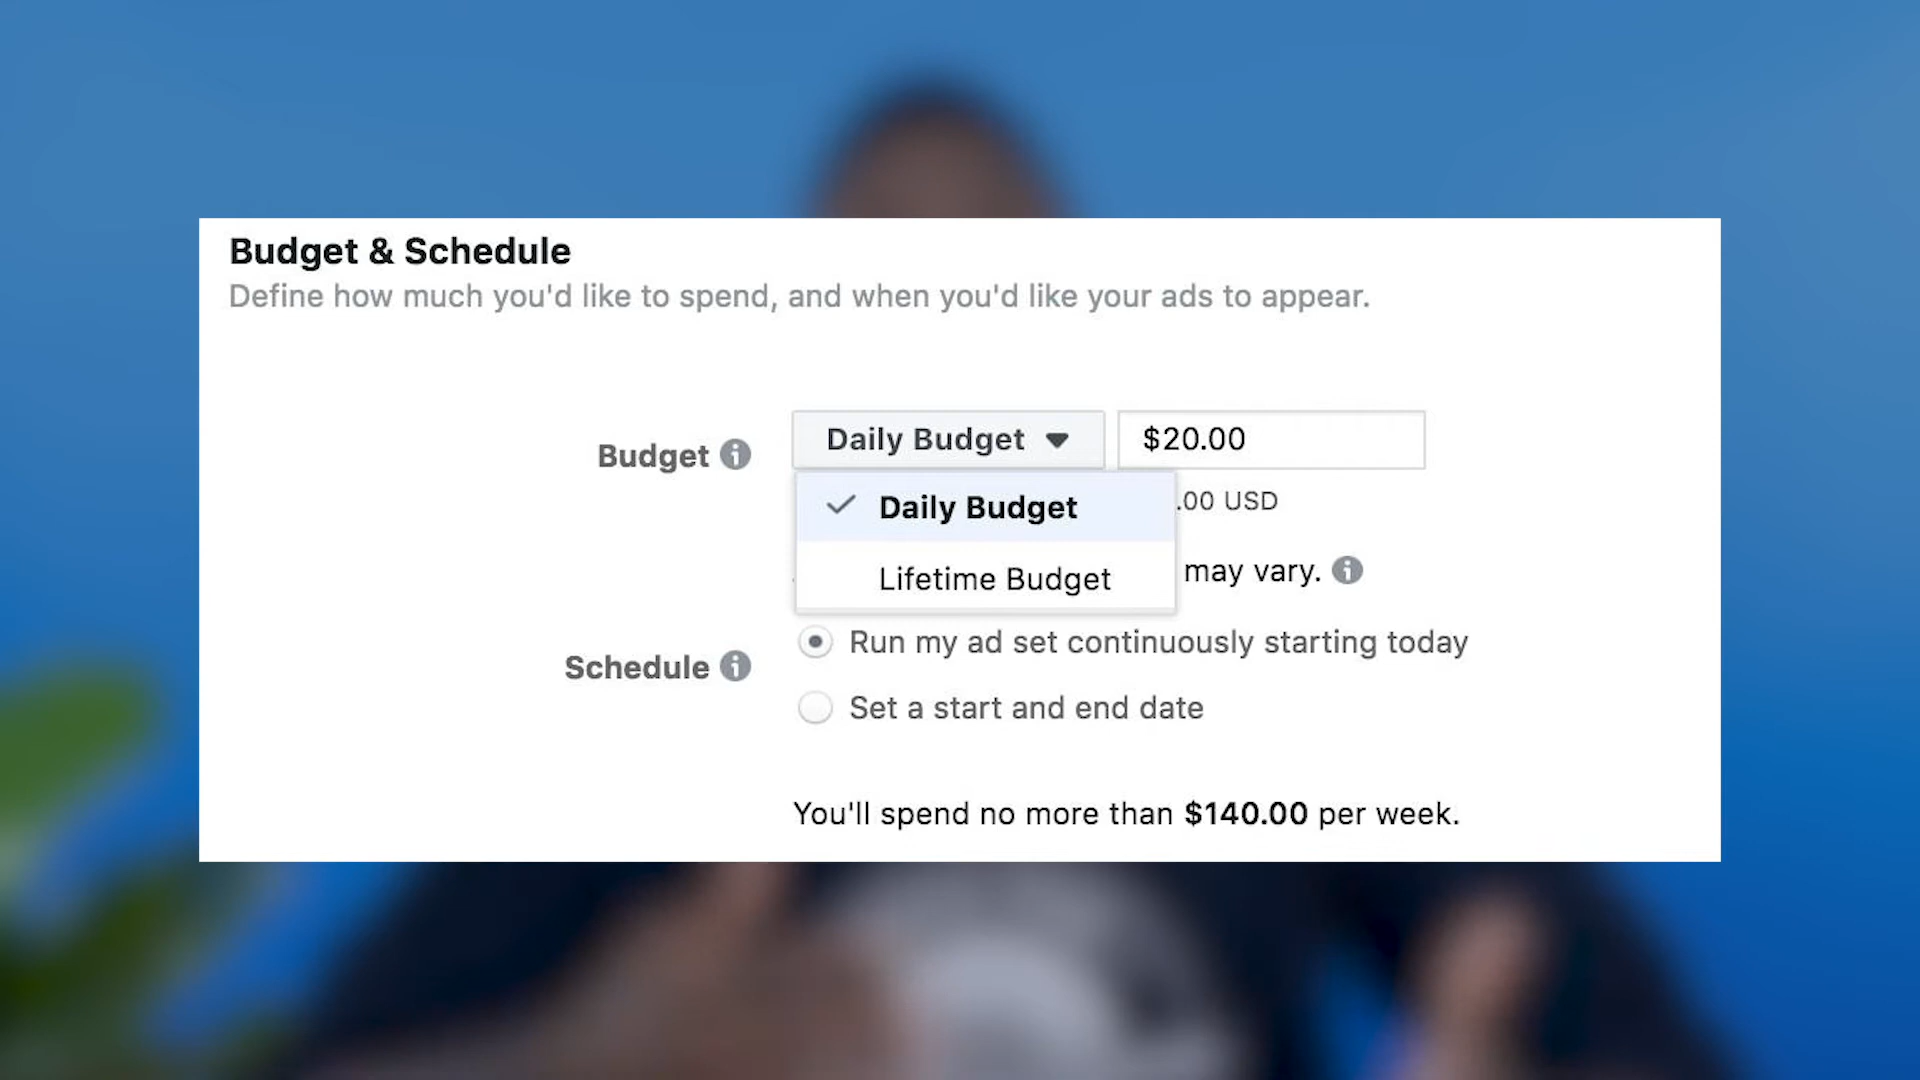 Budget & Schedule
Define how much you'd like to spend, and when you'd like your ads to appear.
Budget
Daily Budget
$20.00
Daily Budget
.00 USD
Lifetime Budget
may vary.
Schedule
Run my ad set continuously starting today
Set a start and end date
You'll spend no more than $140.00 per week.